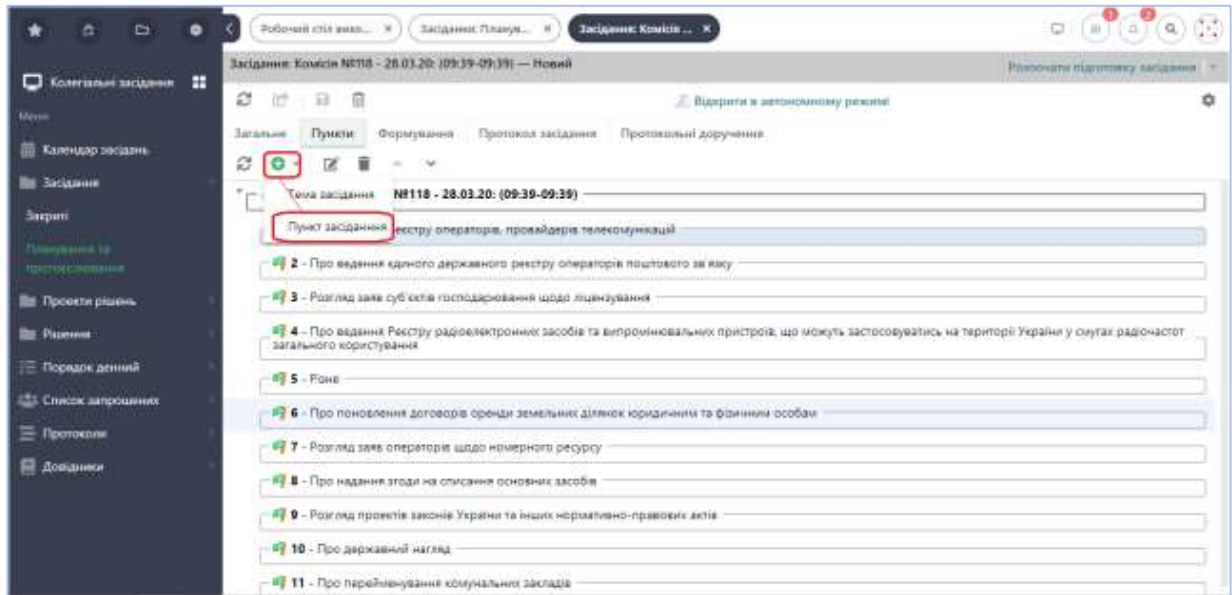 Робочий стіл вико...
Засідання: Планув...
Засідання: Комісія ...
1
2
Засідання: Комісія №118 - 28.03.20: (09:39-09:39) — Новий
Розпочати підготовку засідання
Колегіальні засідання
Відкрити в автономному режимі
Меню
Загальне Пункти Формування Протокол засідання Протокольні доручення
Календар засідань
Засідання
Тема засідання
№118 - 28.03.20: (09:39-09:39)
Закриті
Пункт засідання
реєстру операторів, провайдерів телекомунікацій
Планування та
протоколювання
2 - Про ведення єдиного державного реєстру операторів поштового зв'язку
Проекти рішень
3 - Розгляд заяв суб'єктів господарювання щодо ліцензування
Рішення
4 - Про ведення Реєстру радіоелектронних засобів та випромінювальних пристроїв, що можуть застосовуватись на території України у смугах радіочастот
загального користування
Порядок денний
5 - Різне
Список запрошених
6 - Про поновлення договорів оренди земельних ділянок юридичним та фізичним особам
Протоколи
7 - Розгляд заяв операторів щодо номерного ресурсу
Довідники
8 - Про надання згоди на списання основних засобів
9 - Розгляд проектів законів України та інших нормативно-правових актів
10 - Про державний нагляд
11 - Про перейменування комунальних закладів